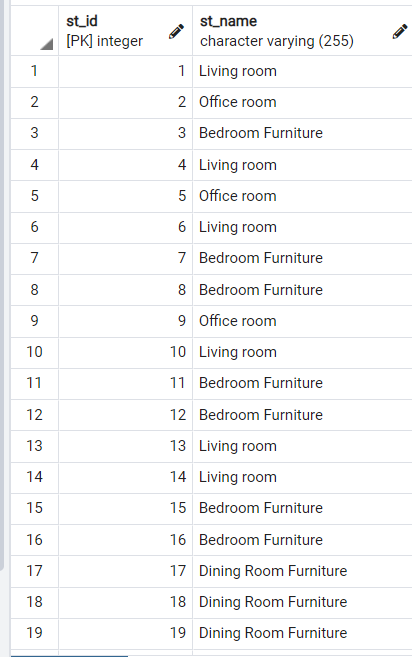 st_id st_name
[PK] integer character varying (255)
1 1 Living room
2 2 Office room
3 3 Bedroom Furniture
4 4 Living room
5 5 Office room
6 6 Living room
7 7 Bedroom Furniture
8 8 Bedroom Furniture
9 9 Office room
10 10 Living room
11 11 Bedroom Furniture
12 12 Bedroom Furniture
13 13 Living room
14 14 Living room
15 15 Bedroom Furniture
16 16 Bedroom Furniture
17 17 Dining Room Furniture
18 18 Dining Room Furniture
19 19 Dining Room Furniture